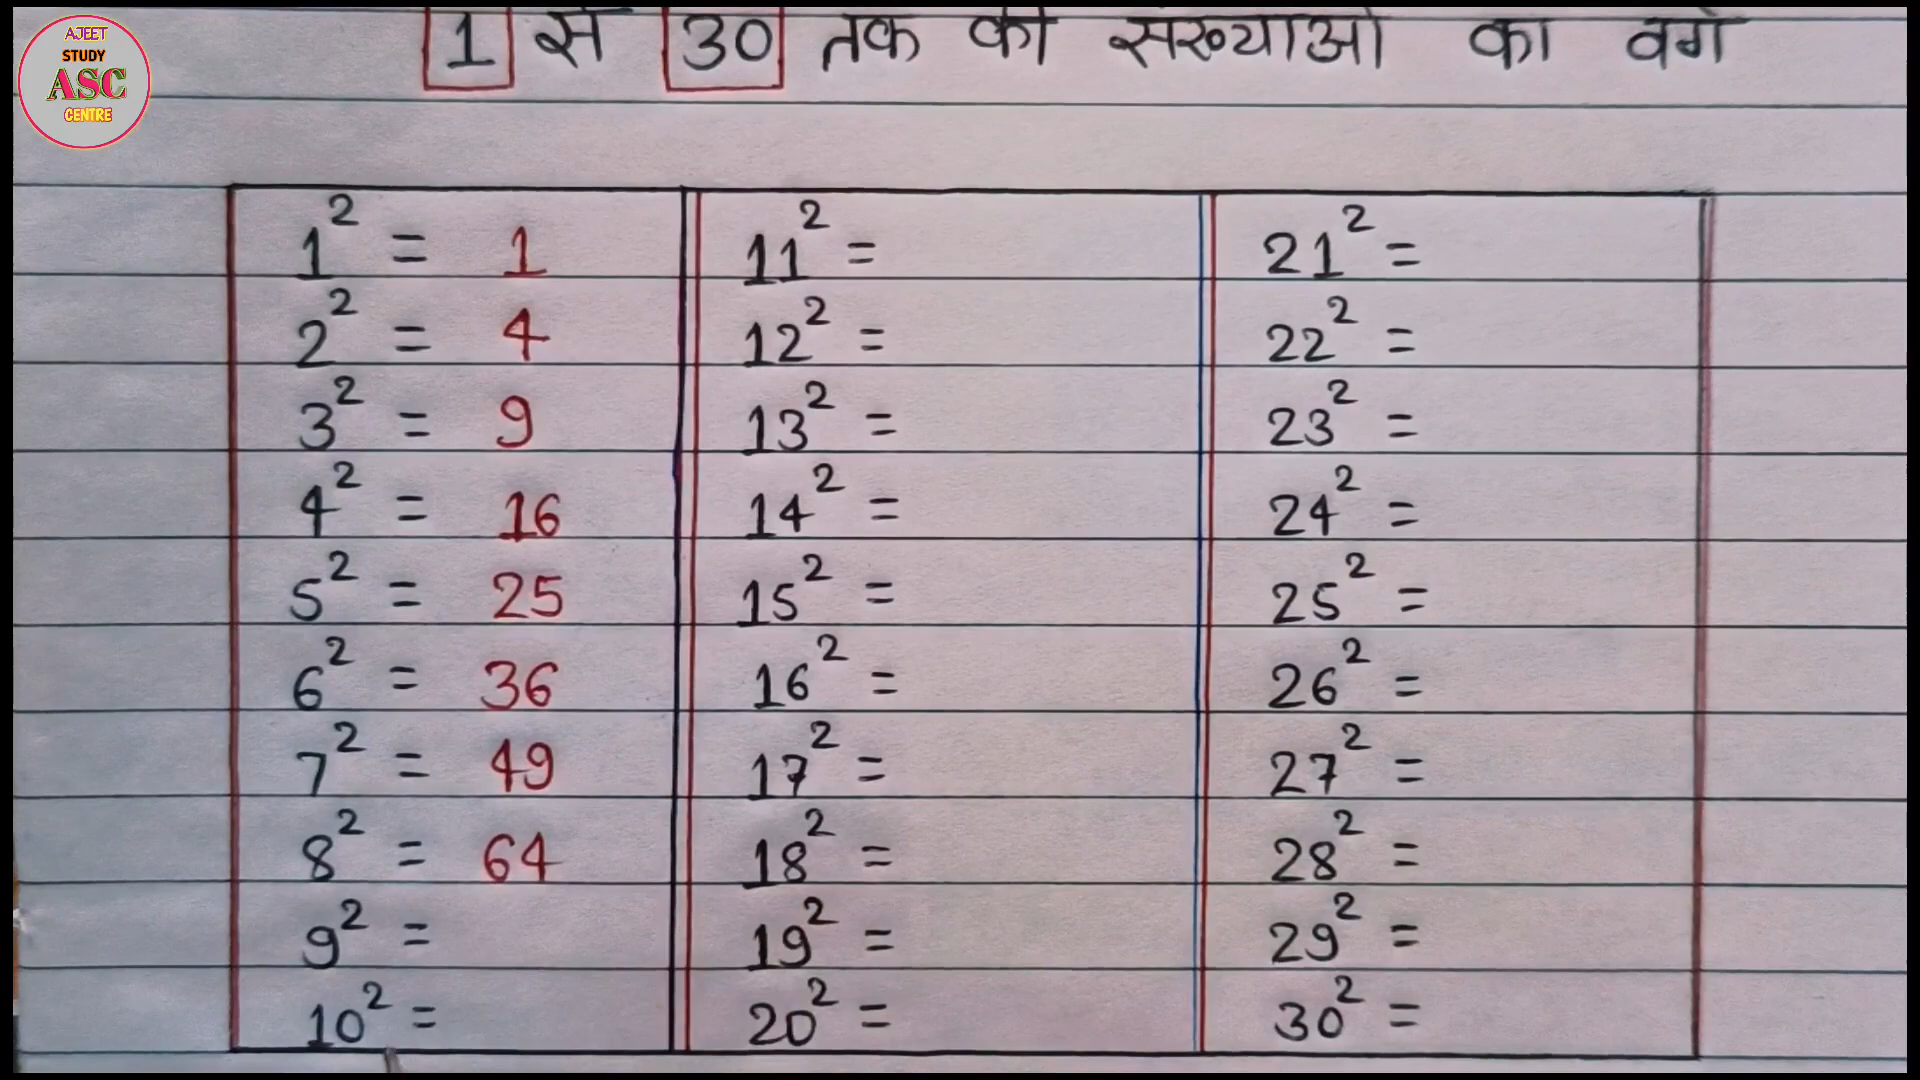 AJEET
STUDY
ASC
CENTRE
1 से 30 तक की संख्याओं का वर्ग
1² = 1
2² = 4
3² = 9
4² = 16
5² = 25
6² = 36
7² = 49
8² = 64
9² =
10² =
11² =
12² =
13² =
14² =
15² =
16² =
17² =
18² =
19² =
20² =
21² =
22² =
23² =
24² =
25² =
26² =
27² =
28² =
29² =
30² =